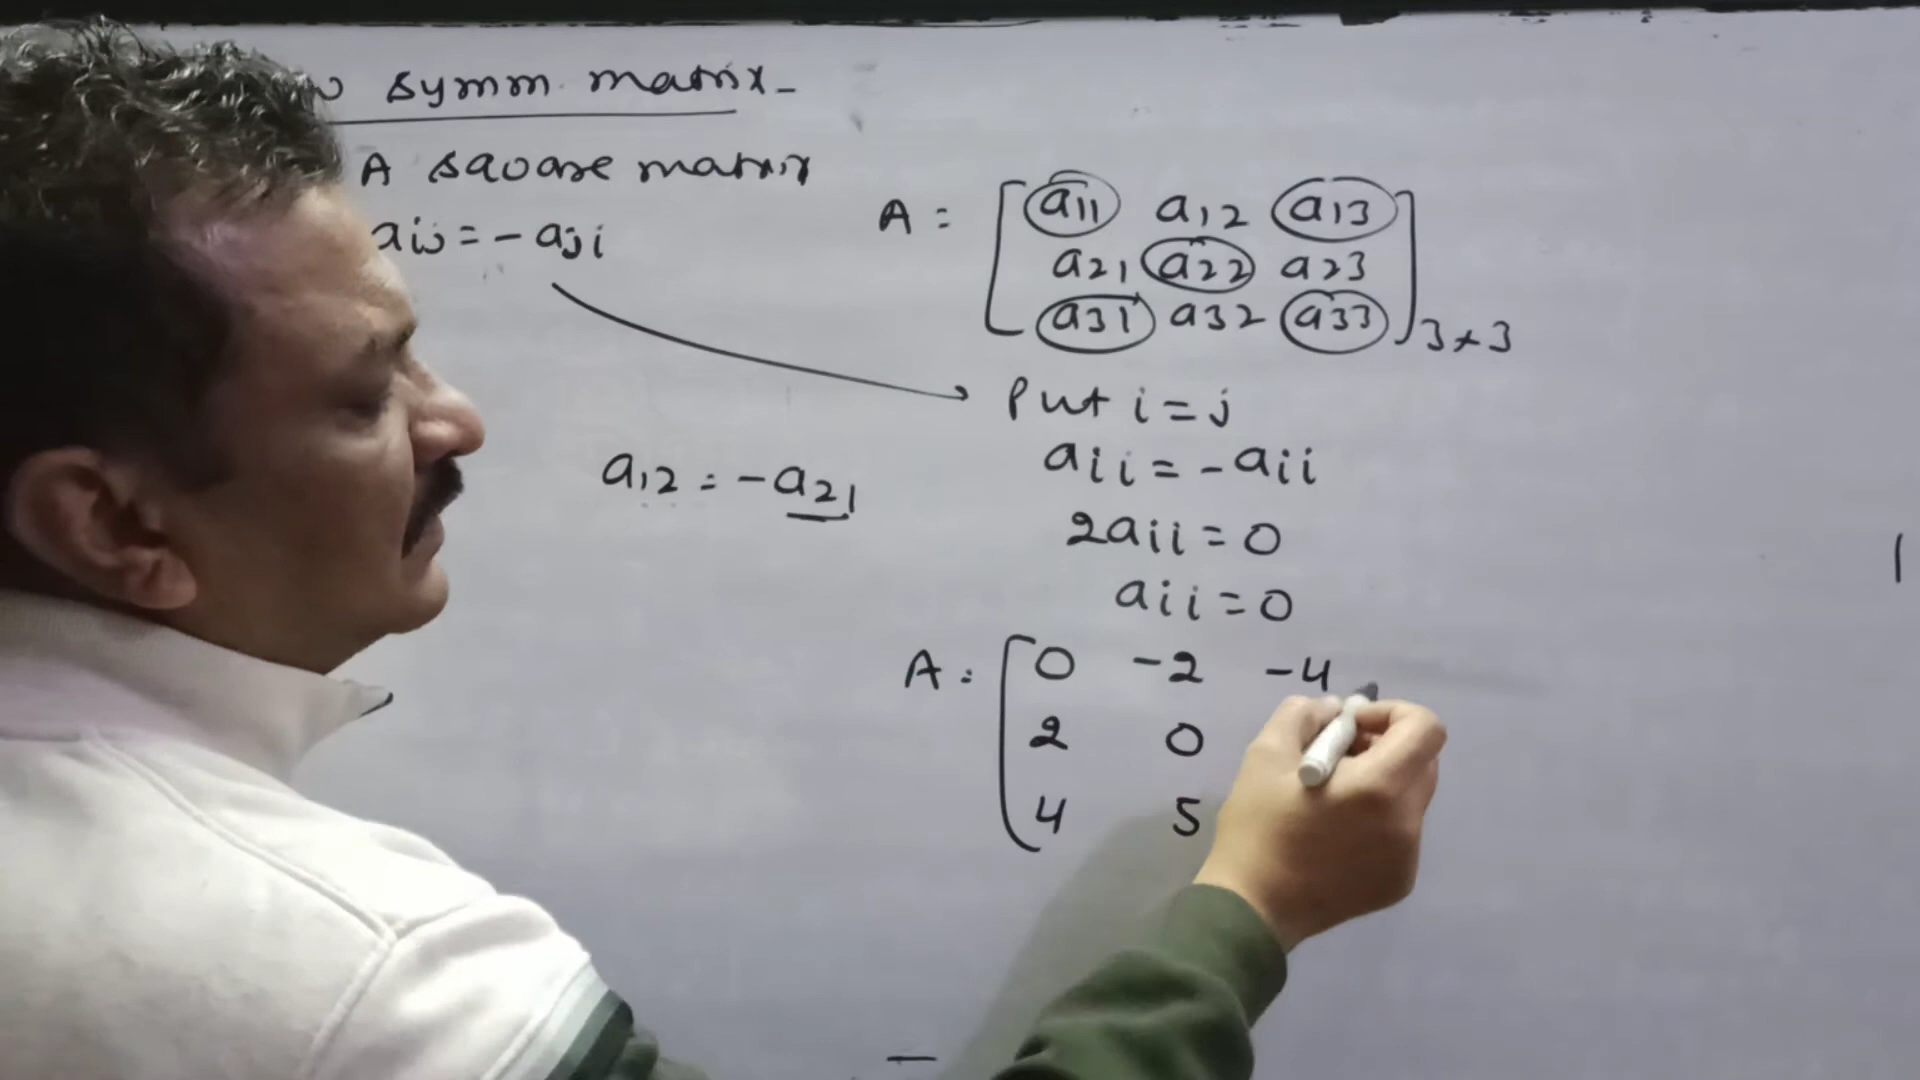 symm. matrix-
A square matrix
aij = - aji
A = [ a11 a12 a13
a21 a22 a23
a31 a32 a33 ] 3×3
Put i = j
aii = - aii
a12 = - a21
2aii = 0
aii = 0
A = [ 0 -2 -4
2 0
4 5